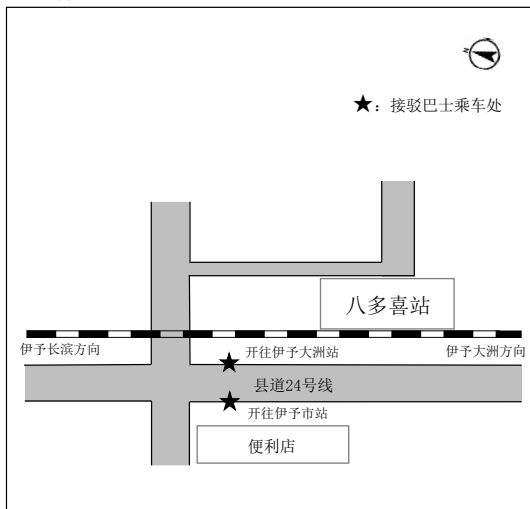 N
★：接驳巴士乘车处
八多喜站
伊予长滨方向
开往伊予大洲站
伊予大洲方向
县道24号线
开往伊予市站
便利店